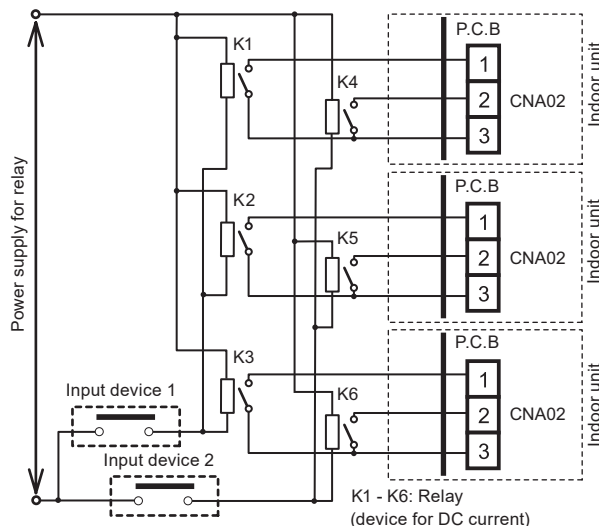 P.C.B
K1
1
K4
2
CNA02
3
Indoor unit
Power supply for relay
P.C.B
K2
1
K5
2
CNA02
3
Indoor unit
P.C.B
K3
1
Input device 1
K6
2
CNA02
3
Indoor unit
Input device 2
K1 - K6: Relay
(device for DC current)